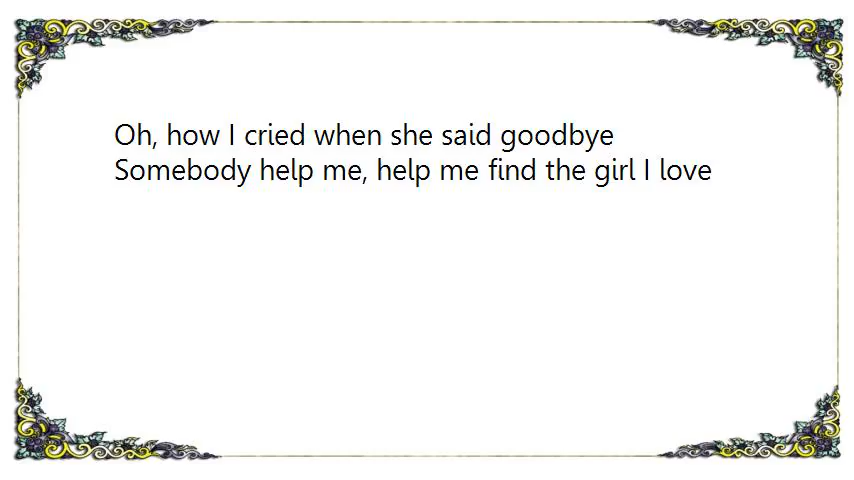 Oh, how I cried when she said goodbye
Somebody help me, help me find the girl I love